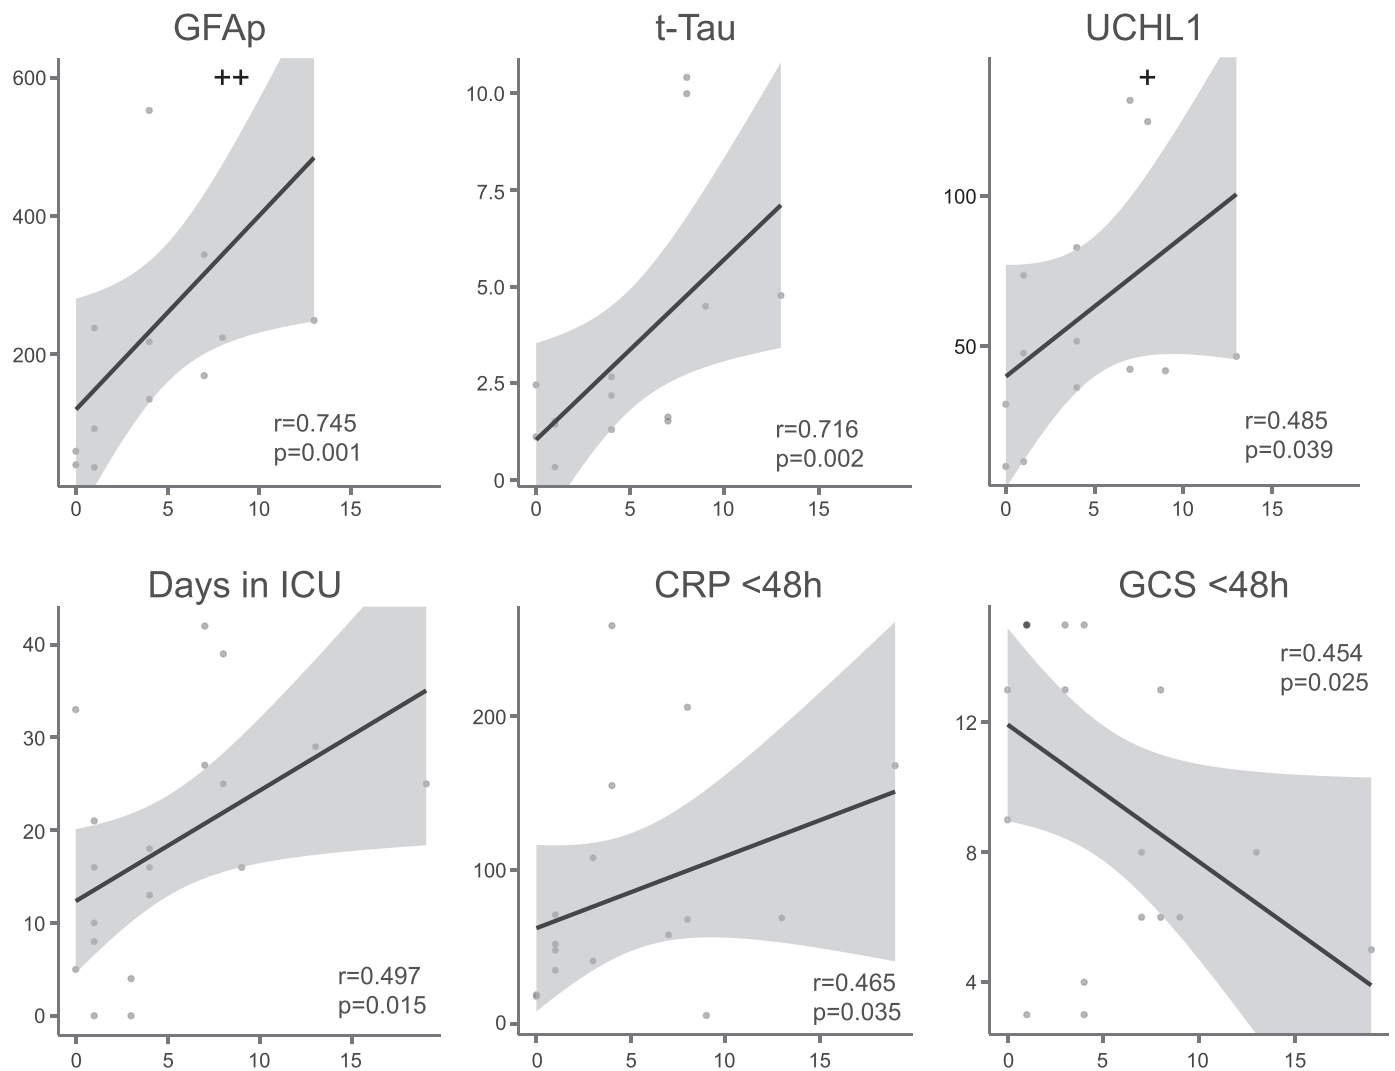 GFAp
t-Tau
UCHL1
600
400
200
++
r=0.745
p=0.001
0 5 10 15
10.0
7.5
5.0
2.5
0
r=0.716
p=0.002
0 5 10 15
100
50
+
r=0.485
p=0.039
0 5 10 15
Days in ICU
CRP <48h
GCS <48h
40
30
20
10
0
r=0.497
p=0.015
0 5 10 15
200
100
0
r=0.465
p=0.035
0 5 10 15
12
8
4
r=0.454
p=0.025
0 5 10 15